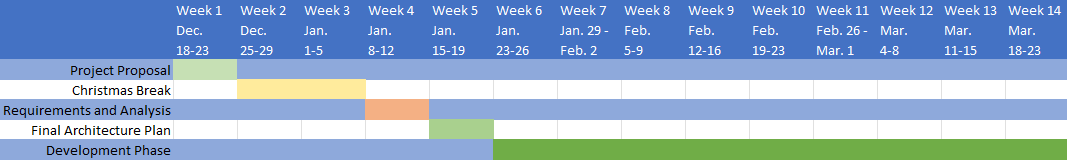 Week 1 Week 2 Week 3 Week 4 Week 5 Week 6 Week 7 Week 8 Week 9 Week 10 Week 11 Week 12 Week 13 Week 14
Dec. Dec. Jan. Jan. Jan. Jan. Jan. 29 - Feb. Feb. Feb. Feb. 26 - Mar. Mar. Mar.
18-23 25-29 1-5 8-12 15-19 23-26 Feb. 2 5-9 12-16 19-23 Mar. 1 4-8 11-15 18-23
Project Proposal
Christmas Break
Requirements and Analysis
Final Architecture Plan
Development Phase